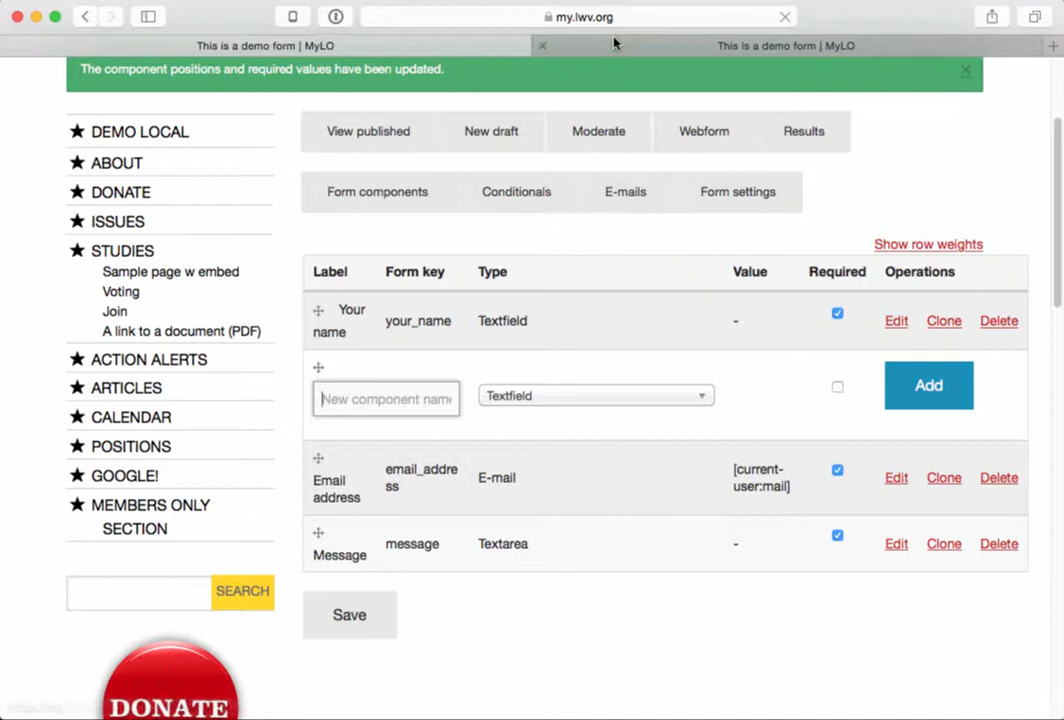 my.lwv.org
This is a demo form | MyLO
This is a demo form | MyLO
The component positions and required values have been updated.
View published New draft Moderate Webform Results
Form components Conditionals E-mails Form settings
DEMO LOCAL
ABOUT
DONATE
ISSUES
STUDIES
Sample page w embed
Voting
Join
A link to a document (PDF)
ACTION ALERTS
ARTICLES
CALENDAR
POSITIONS
GOOGLE!
MEMBERS ONLY
SECTION
SEARCH
DONATE
Show row weights
Label Form key Type Value Required Operations
Your
name
your_name Textfield - Edit Clone Delete
New component name
Textfield
Add
Email
address
email_addre
ss
E-mail
[current-
user:mail]
Edit Clone Delete
Message
message Textarea - Edit Clone Delete
Save